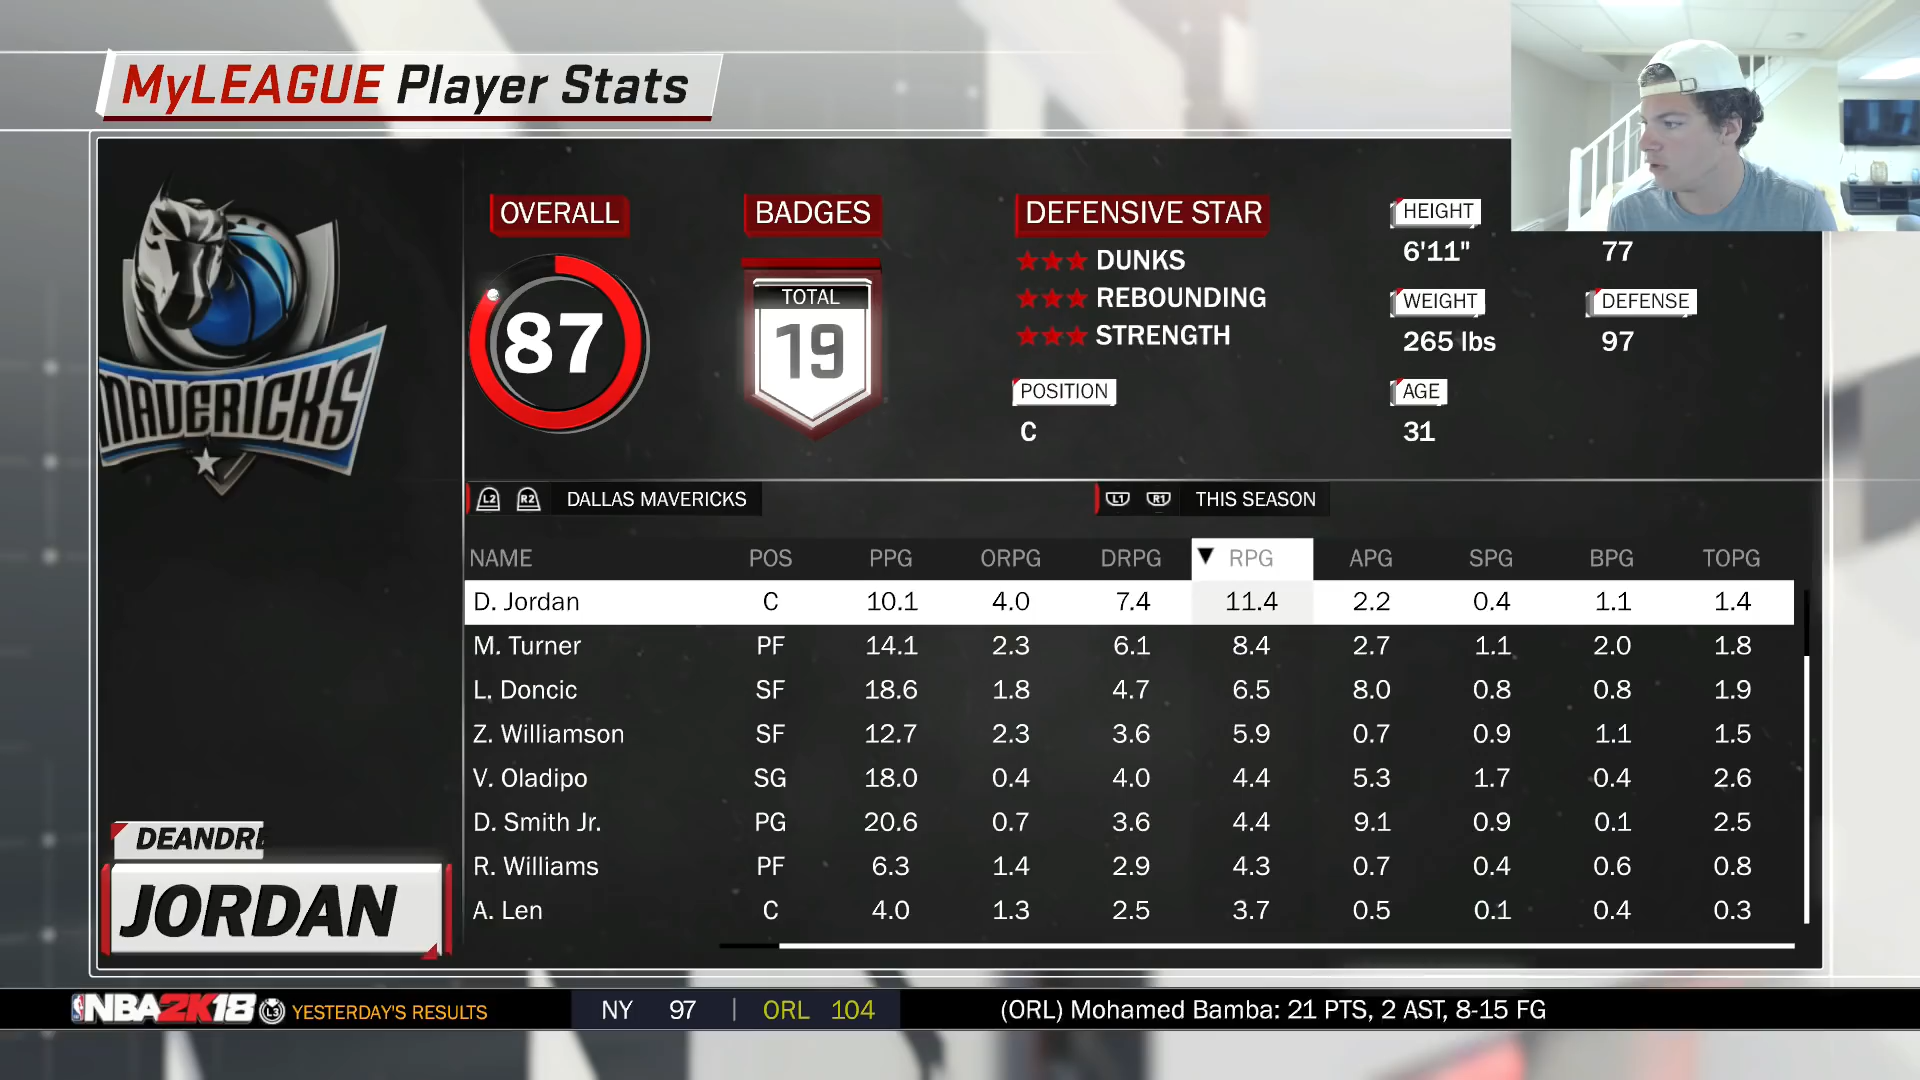 MyLEAGUE Player Stats
OVERALL
87
BADGES
TOTAL
19
DEFENSIVE STAR
DUNKS
REBOUNDING
STRENGTH
POSITION
C
HEIGHT
6'11"
77
WEIGHT
265 lbs
DEFENSE
97
AGE
31
MAVERICKS
DEANDRE
JORDAN
L2 R2 DALLAS MAVERICKS L1 R1 THIS SEASON
NAME POS PPG ORPG DRPG RPG APG SPG BPG TOPG
D. Jordan C 10.1 4.0 7.4 11.4 2.2 0.4 1.1 1.4
M. Turner PF 14.1 2.3 6.1 8.4 2.7 1.1 2.0 1.8
L. Doncic SF 18.6 1.8 4.7 6.5 8.0 0.8 0.8 1.9
Z. Williamson SF 12.7 2.3 3.6 5.9 0.7 0.9 1.1 1.5
V. Oladipo SG 18.0 0.4 4.0 4.4 5.3 1.7 0.4 2.6
D. Smith Jr. PG 20.6 0.7 3.6 4.4 9.1 0.9 0.1 2.5
R. Williams PF 6.3 1.4 2.9 4.3 0.7 0.4 0.6 0.8
A. Len C 4.0 1.3 2.5 3.7 0.5 0.1 0.4 0.3
NBA2K18 L3 YESTERDAY'S RESULTS NY 97 | ORL 104 (ORL) Mohamed Bamba: 21 PTS, 2 AST, 8-15 FG